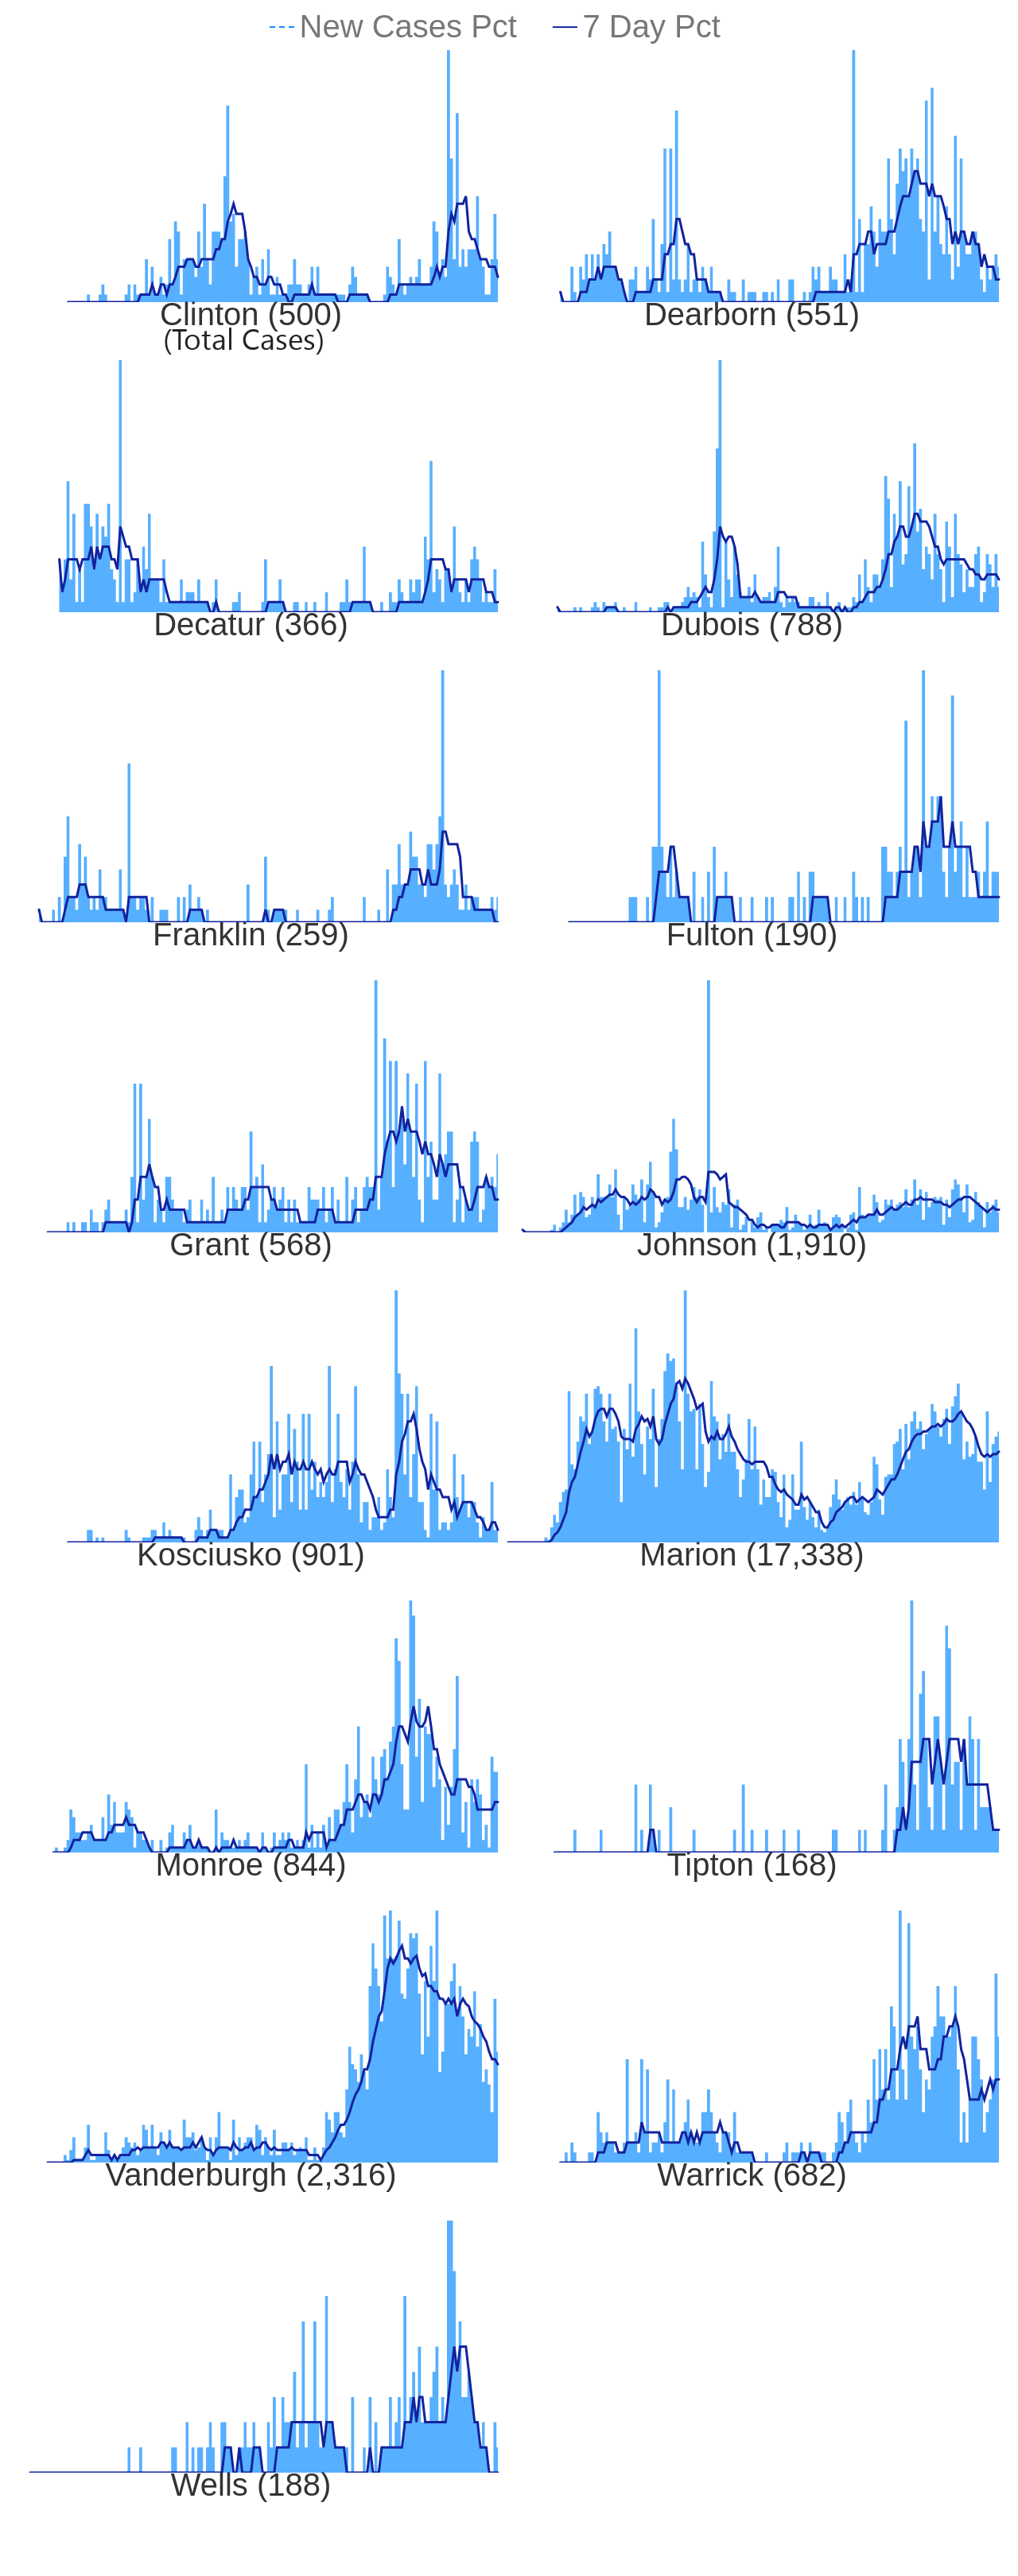 New Cases Pct 7 Day Pct
Clinton (500) Dearborn (551)
(Total Cases)
Decatur (366) Dubois (788)
Franklin (259) Fulton (190)
Grant (568) Johnson (1,910)
Kosciusko (901) Marion (17,338)
Monroe (844) Tipton (168)
Vanderburgh (2,316) Warrick (682)
Wells (188)